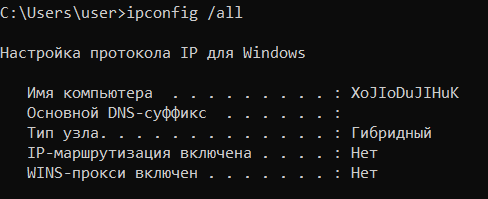 C:\Users\user>ipconfig /all
Настройка протокола IP для Windows
Имя компьютера . . . . . . . . . : XoJIoDuJIHuK
Основной DNS-суффикс . . . . . . :
Тип узла. . . . . . . . . . . . . : Гибридный
IP-маршрутизация включена . . . . : Нет
WINS-прокси включен . . . . . . . : Нет